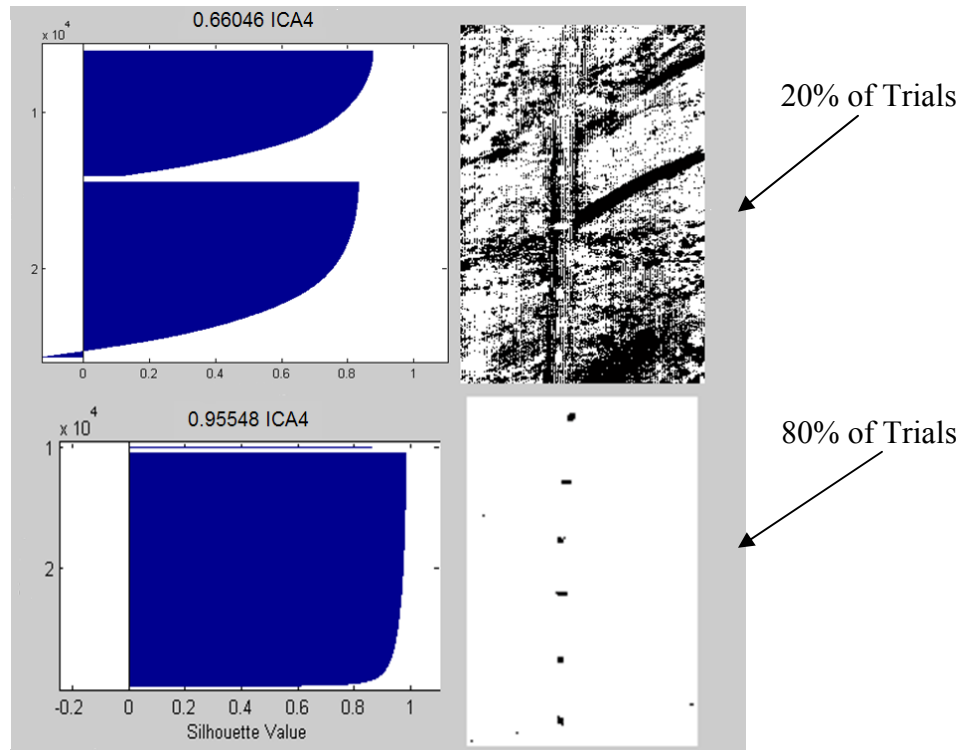 0.66046 ICA4
x 10^4
1
2
0 0.2 0.4 0.6 0.8 1
20% of Trials
0.95548 ICA4
x 10^4
1
2
-0.2 0 0.2 0.4 0.6 0.8 1
Silhouette Value
80% of Trials